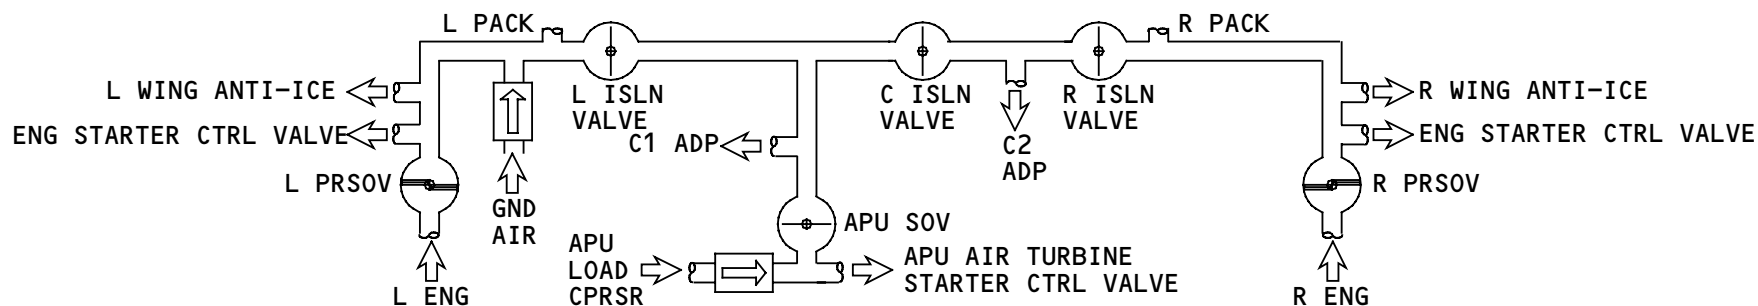 L PACK
R PACK
L WING ANTI-ICE
L ISLN
VALVE
C ISLN
VALVE
R ISLN
VALVE
R WING ANTI-ICE
ENG STARTER CTRL VALVE
C1 ADP
C2
ADP
ENG STARTER CTRL VALVE
L PRSOV
GND
AIR
R PRSOV
APU SOV
APU
LOAD
CPRSR
APU AIR TURBINE
STARTER CTRL VALVE
L ENG
R ENG